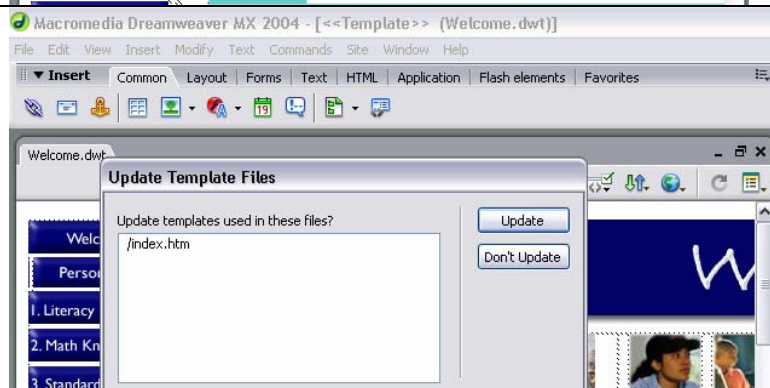 Macromedia Dreamweaver MX 2004 - [<<Template>> (Welcome.dwt)]
File Edit View Insert Modify Text Commands Site Window Help
▼ Insert Common Layout Forms Text HTML Application Flash elements Favorites
19
Welcome.dwt
Update Template Files
Update templates used in these files?
/index.htm
Update
Don't Update
1. Literacy
2. Math Kn
3. Standard